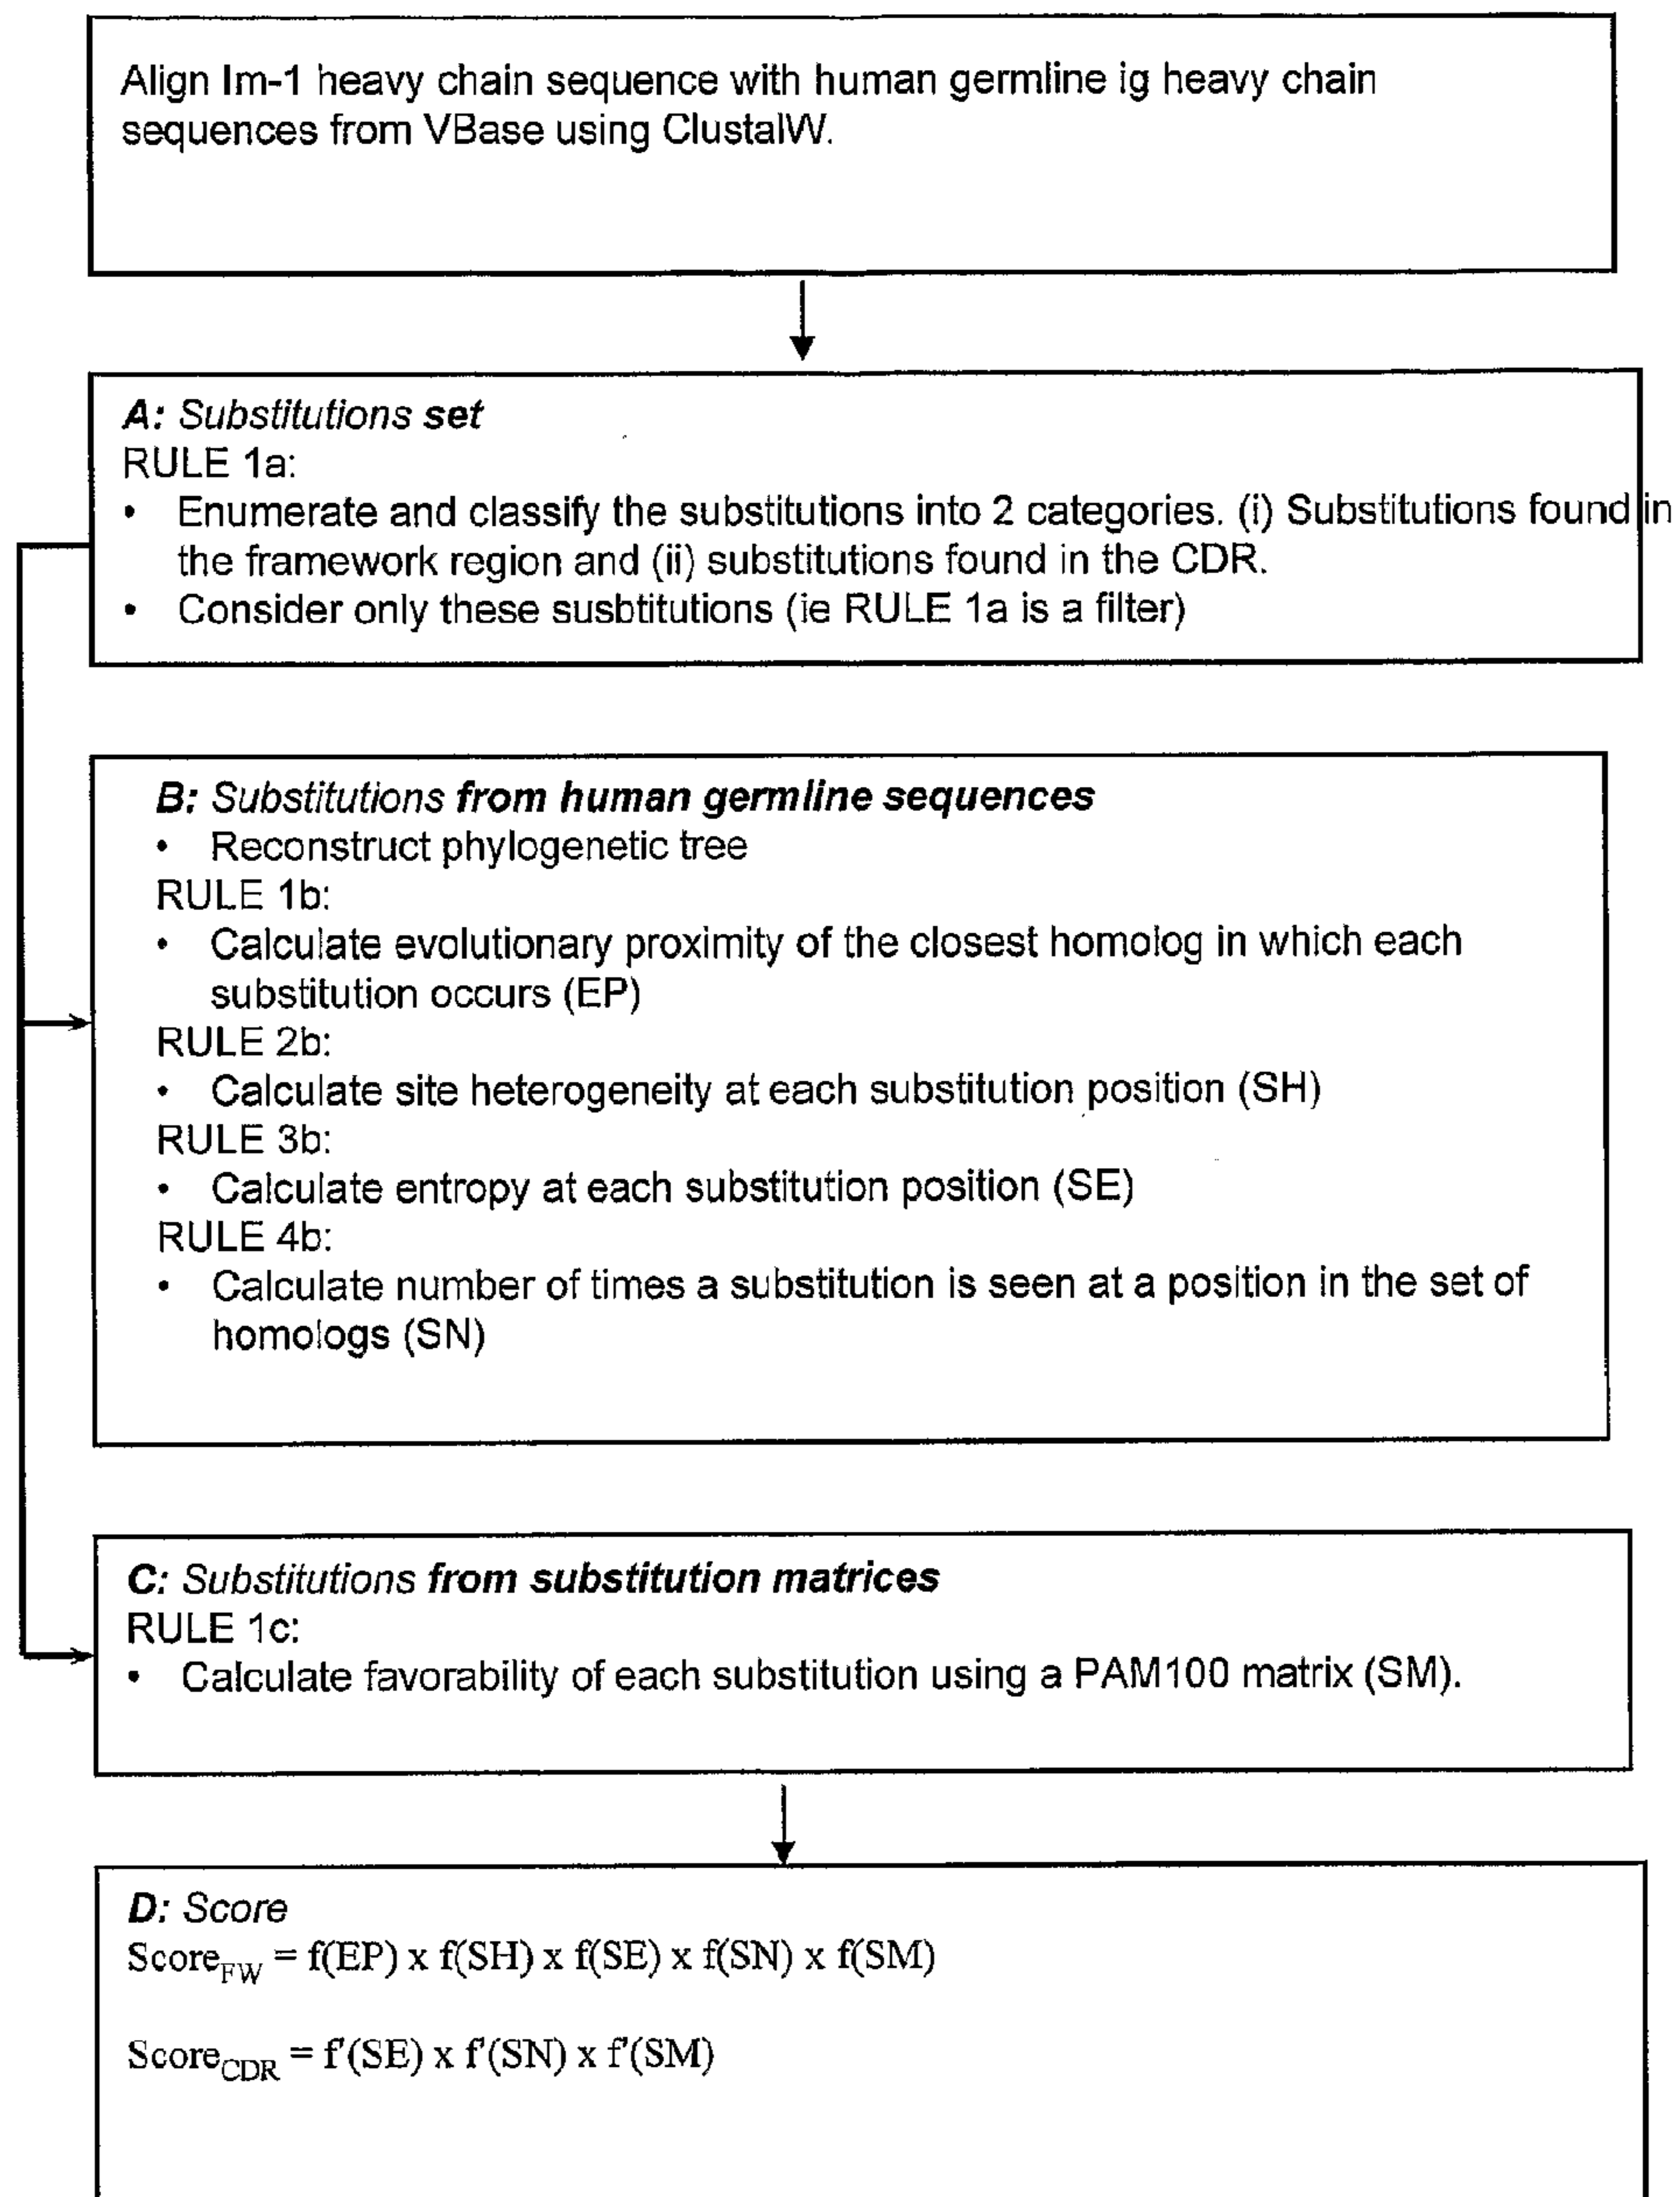 Align Im-1 heavy chain sequence with human germline ig heavy chain
sequences from VBase using ClustalW.
A: Substitutions set
RULE 1a:
• Enumerate and classify the substitutions into 2 categories. (i) Substitutions found in
the framework region and (ii) substitutions found in the CDR.
• Consider only these susbtitutions (ie RULE 1a is a filter)
B: Substitutions from human germline sequences
• Reconstruct phylogenetic tree
RULE 1b:
• Calculate evolutionary proximity of the closest homolog in which each
substitution occurs (EP)
RULE 2b:
• Calculate site heterogeneity at each substitution position (SH)
RULE 3b:
• Calculate entropy at each substitution position (SE)
RULE 4b:
• Calculate number of times a substitution is seen at a position in the set of
homologs (SN)
C: Substitutions from substitution matrices
RULE 1c:
• Calculate favorability of each substitution using a PAM100 matrix (SM).
D: Score
Score_FW = f(EP) x f(SH) x f(SE) x f(SN) x f(SM)
Score_CDR = f'(SE) x f'(SN) x f'(SM)